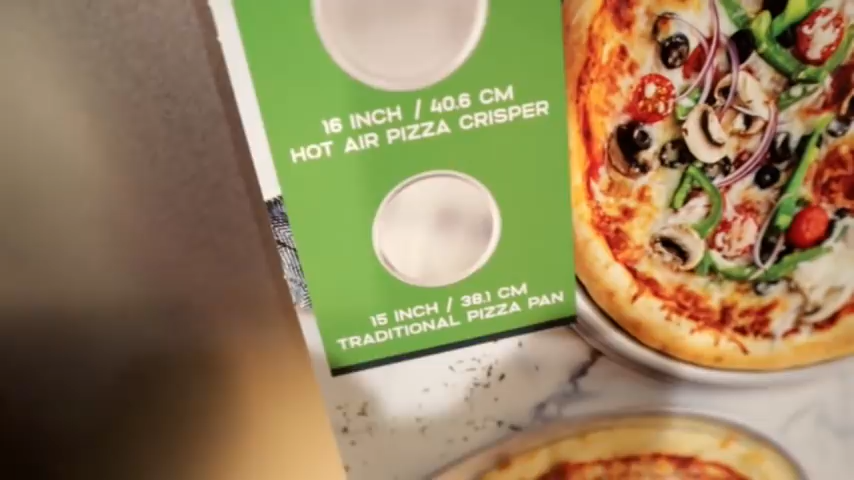 16 INCH / 40.6 CM
HOT AIR PIZZA CRISPER
15 INCH / 38.1 CM
TRADITIONAL PIZZA PAN